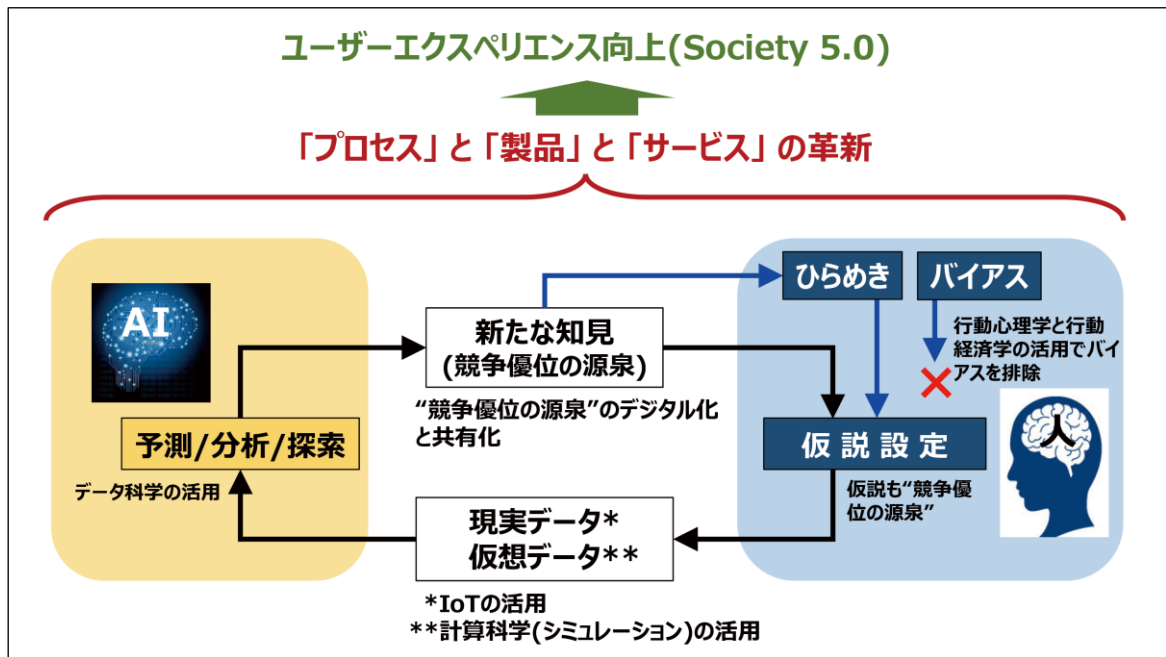 ユーザーエクスペリエンス向上(Society 5.0)
「プロセス」と「製品」と「サービス」の革新
AI
予測/分析/探索
データ科学の活用
新たな知見
(競争優位の源泉)
“競争優位の源泉”のデジタル化
と共有化
現実データ*
仮想データ**
*IoTの活用
**計算科学(シミュレーション)の活用
ひらめき
バイアス
行動心理学と行動
経済学の活用でバイ
アスを排除
仮説設定
仮説も“競争優
位の源泉”
人